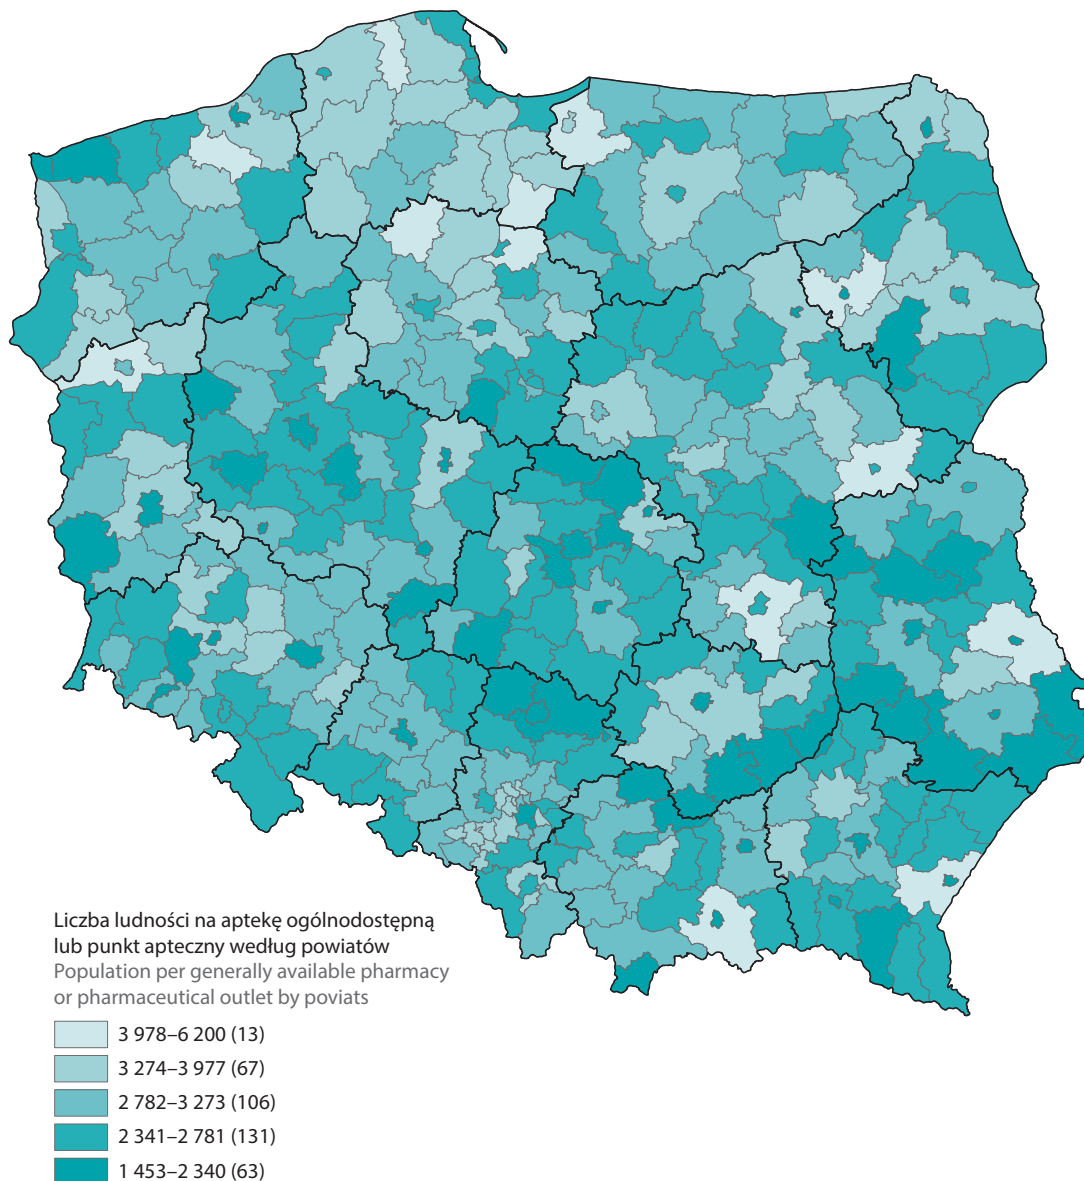 Liczba ludności na aptekę ogólnodostępną
lub punkt apteczny według powiatów
Population per generally available pharmacy
or pharmaceutical outlet by poviats
3 978–6 200 (13)
3 274–3 977 (67)
2 782–3 273 (106)
2 341–2 781 (131)
1 453–2 340 (63)